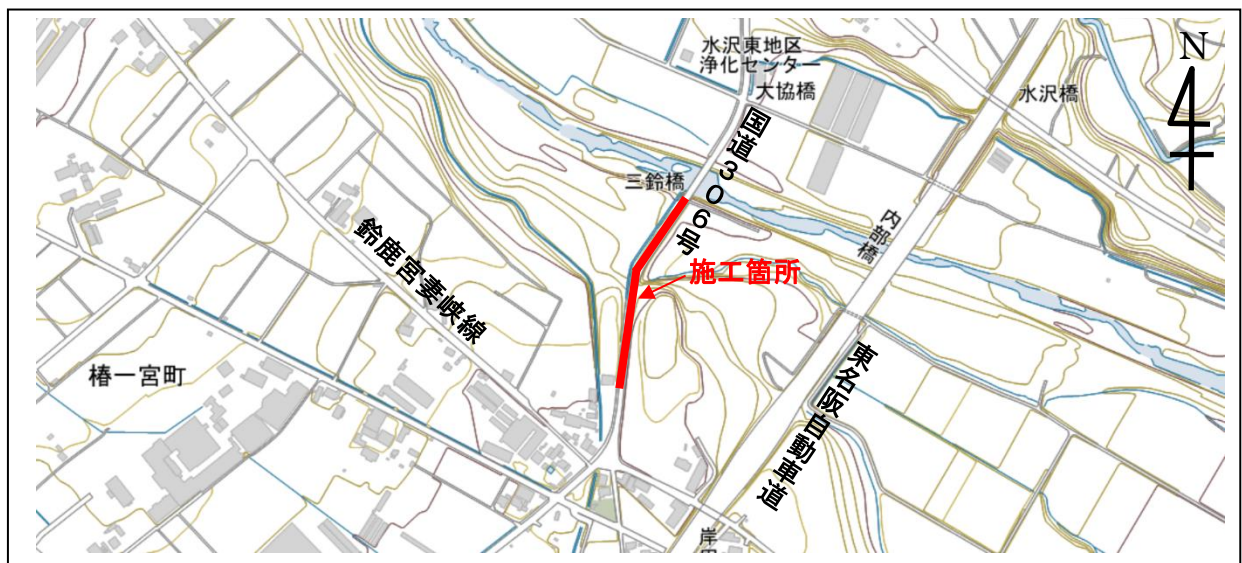 水沢東地区
浄化センター
大協橋
N
水沢橋
国道306号
三鈴橋
内部橋
鈴鹿宮妻峡線
施工箇所
椿一宮町
東名阪自動車道
岸